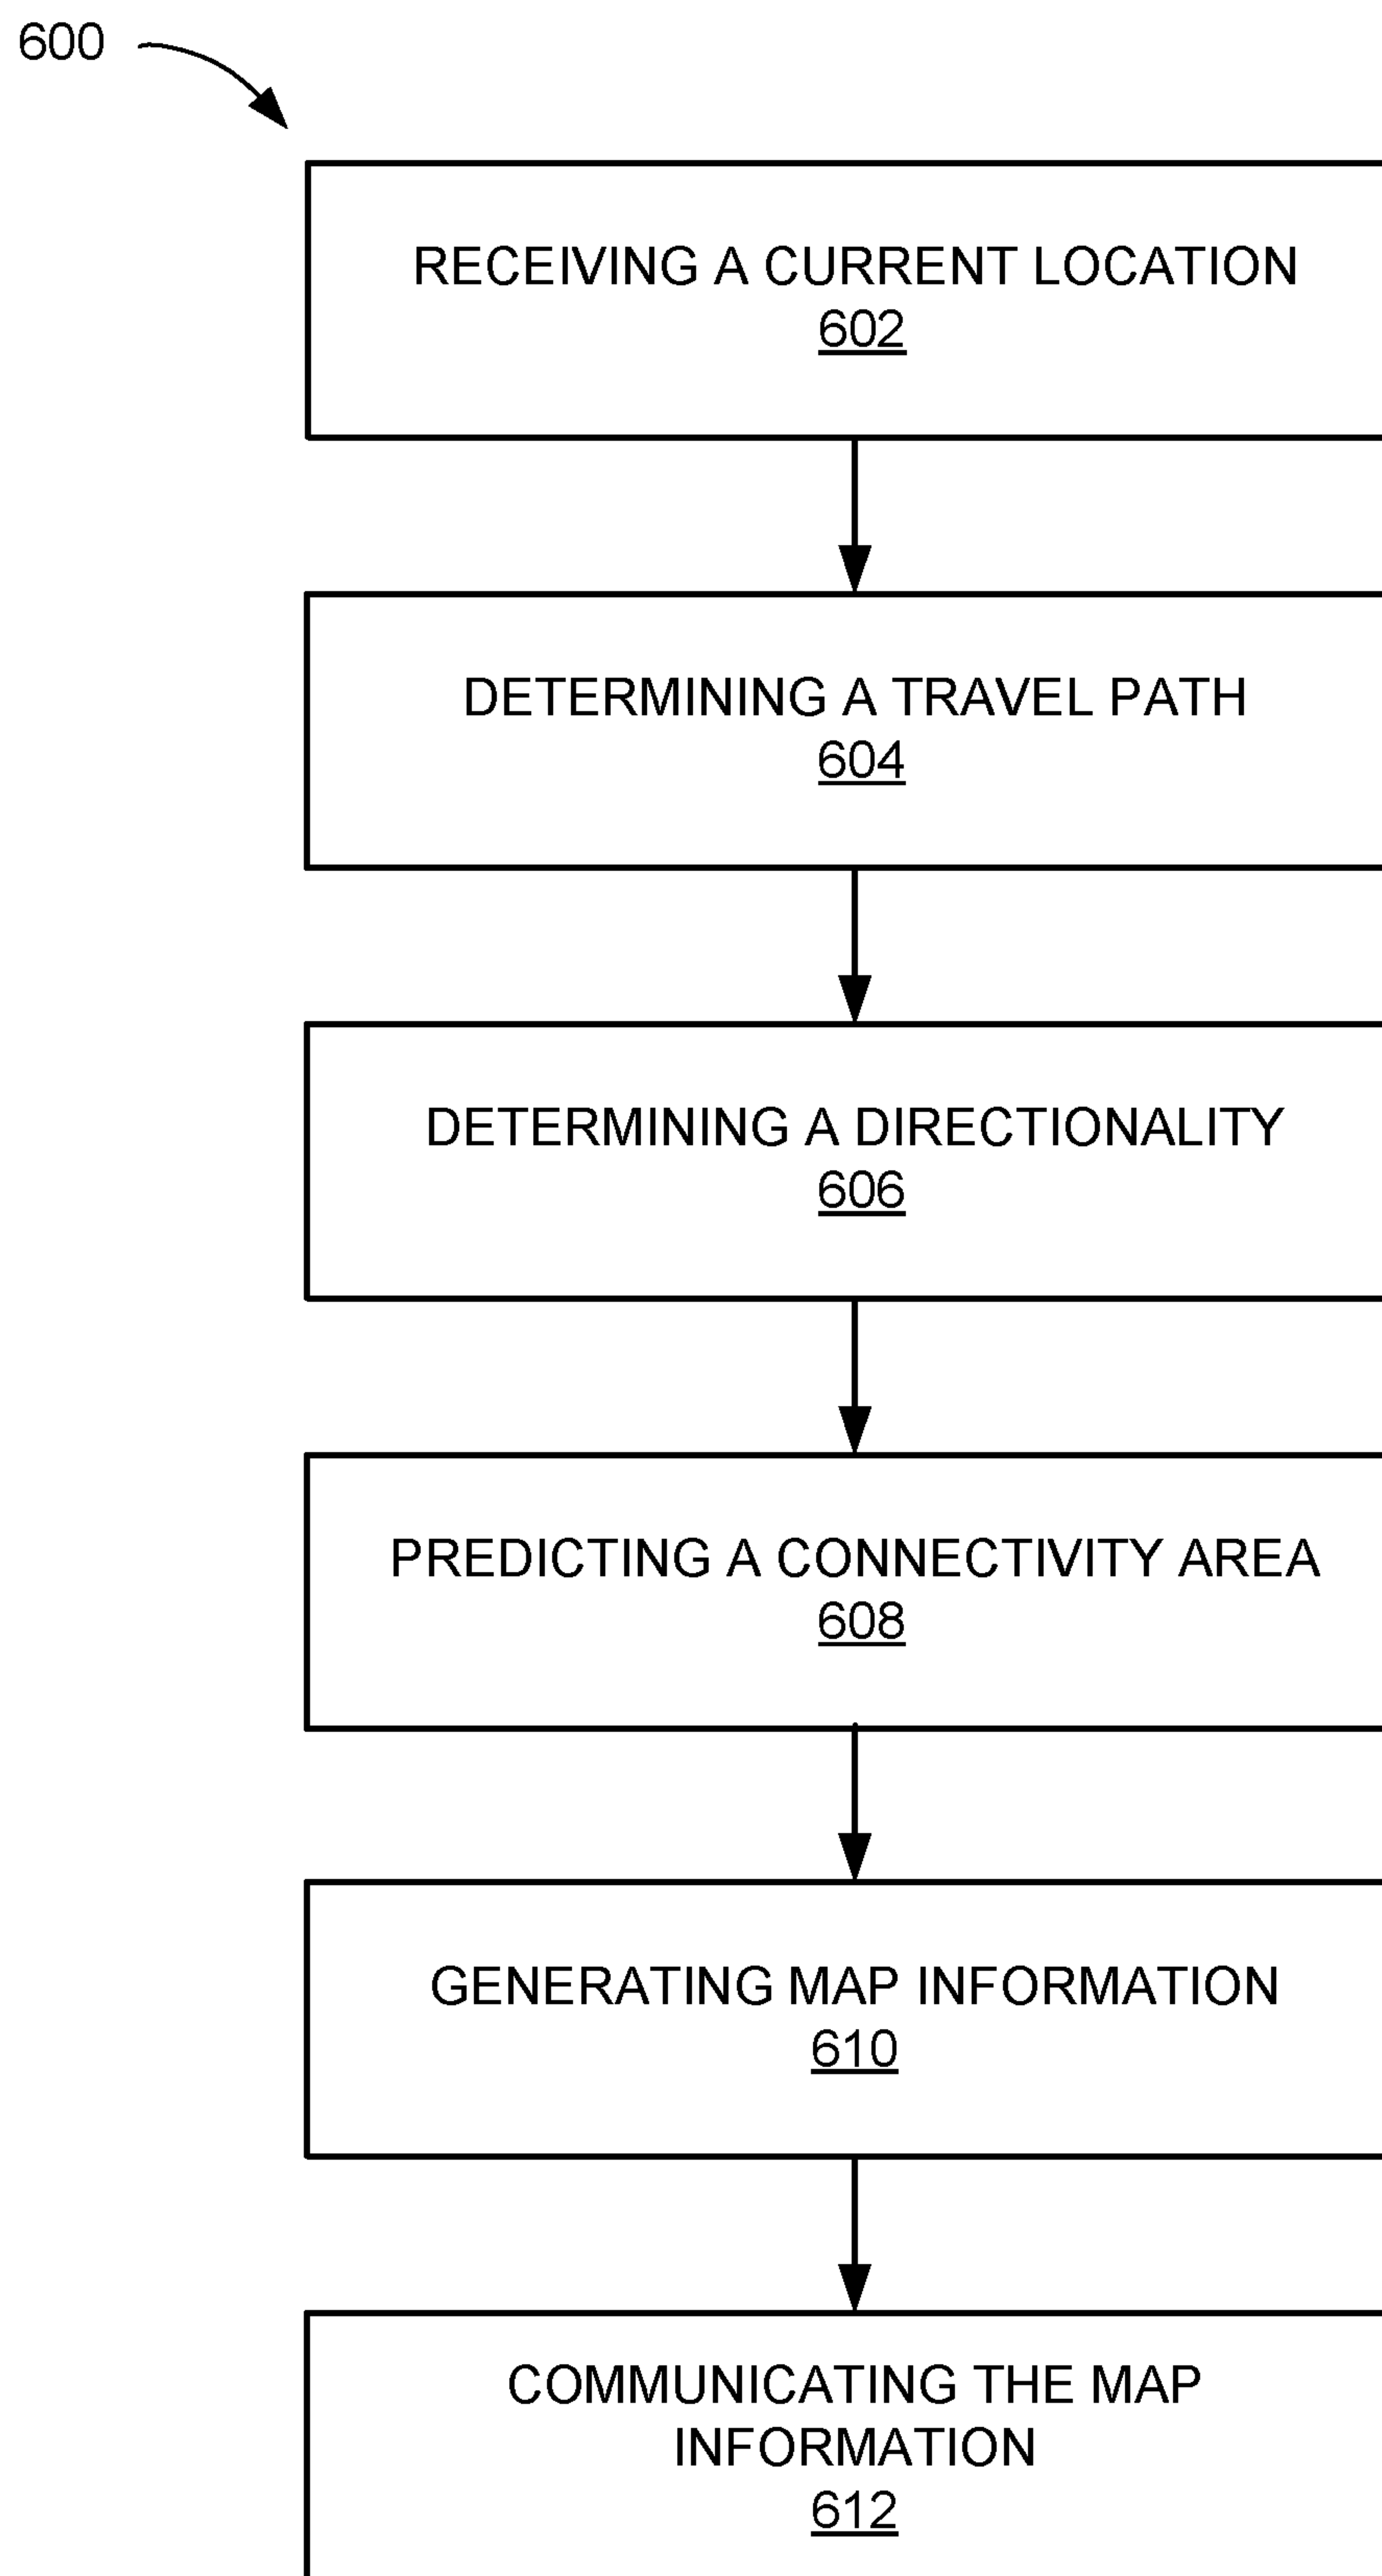 600
RECEIVING A CURRENT LOCATION
602
DETERMINING A TRAVEL PATH
604
DETERMINING A DIRECTIONALITY
606
PREDICTING A CONNECTIVITY AREA
608
GENERATING MAP INFORMATION
610
COMMUNICATING THE MAP
INFORMATION
612